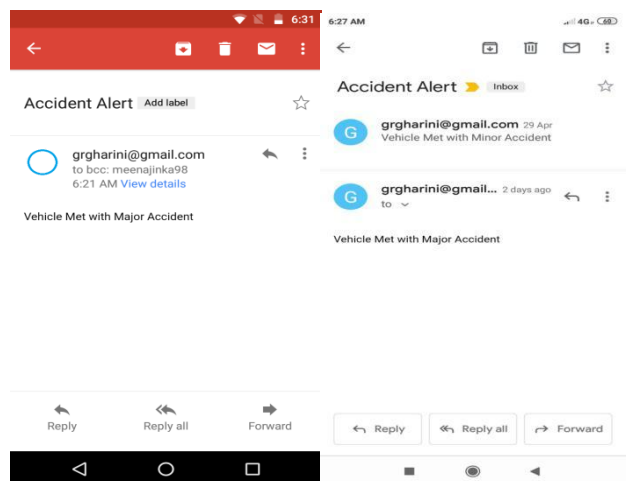 6:31
Accident Alert Add label
grgharini@gmail.com
to bcc: meenajinka98
6:21 AM View details
Vehicle Met with Major Accident
Reply Reply all Forward
6:27 AM 4G+ 60
Accident Alert Inbox
G
grgharini@gmail.com 29 Apr
Vehicle Met with Minor Accident
G
grgharini@gmail... 2 days ago
to
Vehicle Met with Major Accident
Reply Reply all Forward